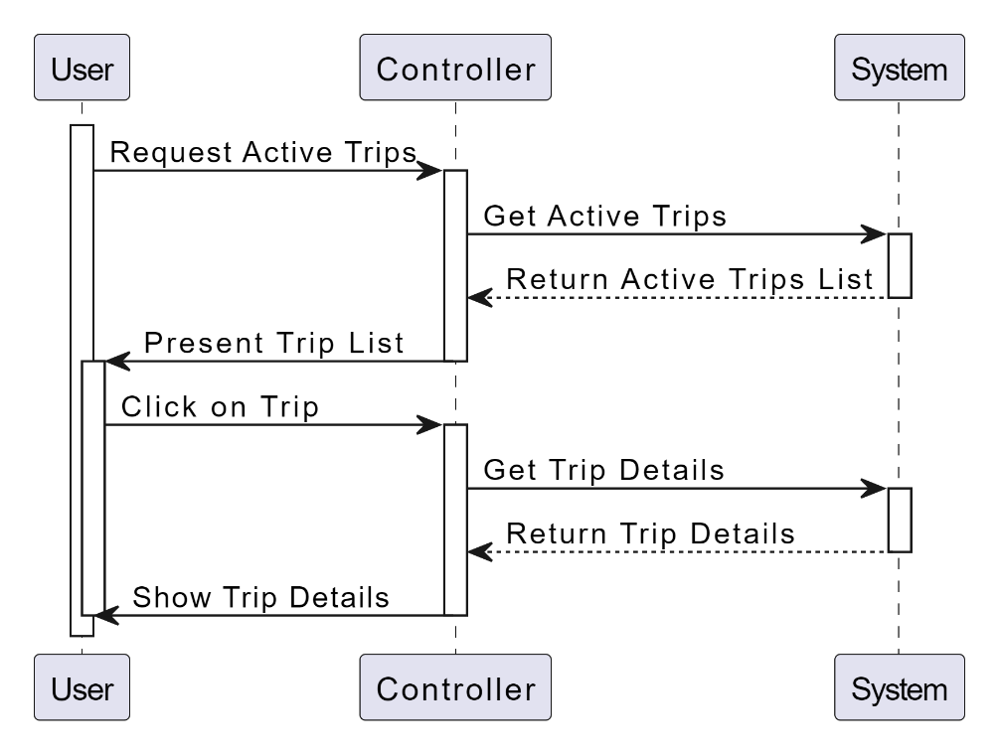 User
Controller
System
Request Active Trips
Get Active Trips
Return Active Trips List
Present Trip List
Click on Trip
Get Trip Details
Return Trip Details
Show Trip Details
User
Controller
System